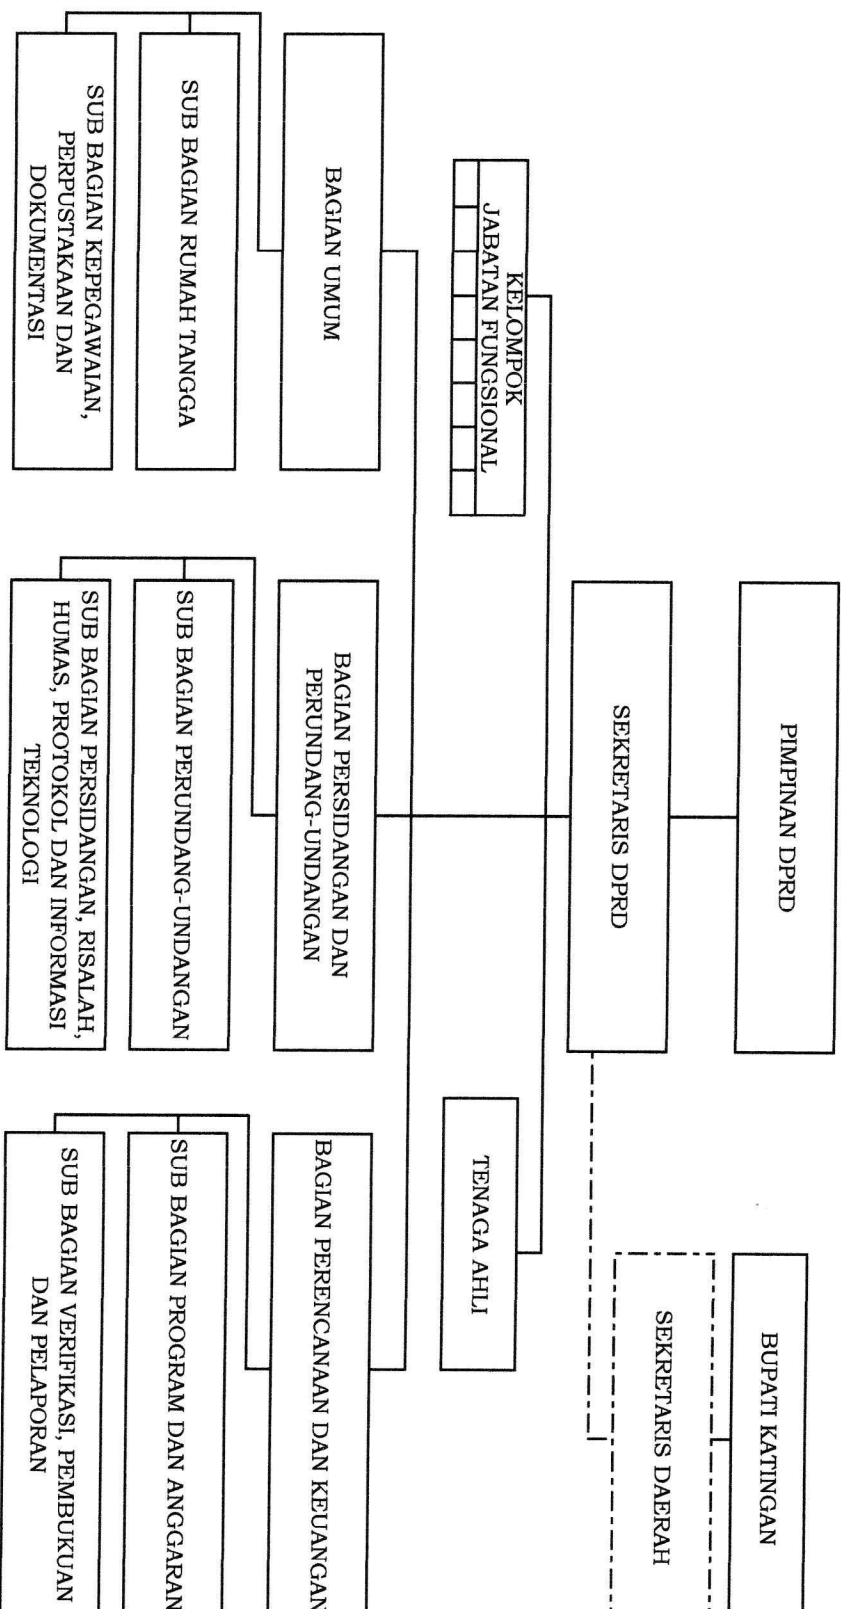 PIMPINAN DPRD
BUPATI KATINGAN
SEKRETARIS DPRD
SEKRETARIS DAERAH
KELOMPOK
JABATAN FUNGSIONAL
TENAGA AHLI
BAGIAN UMUM
BAGIAN PERSIDANGAN DAN
PERUNDANG-UNDANGAN
BAGIAN PERENCANAAN DAN KEUANGAN
SUB BAGIAN RUMAH TANGGA
SUB BAGIAN PERUNDANG-UNDANGAN
SUB BAGIAN PROGRAM DAN ANGGARAN
SUB BAGIAN KEPEGAWAIAN,
PERPUSTAKAAN DAN
DOKUMENTASI
SUB BAGIAN PERSIDANGAN, RISALAH,
HUMAS, PROTOKOL DAN INFORMASI
TEKNOLOGI
SUB BAGIAN VERIFIKASI, PEMBUKUAN
DAN PELAPORAN